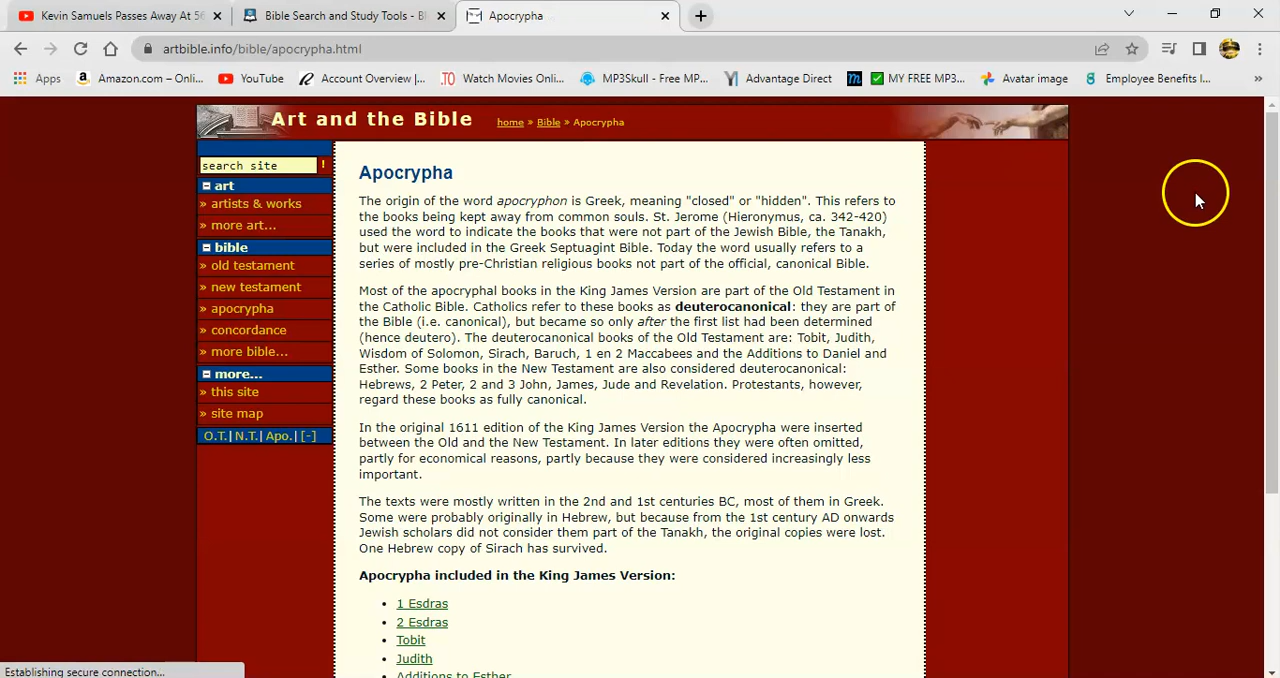 Kevin Samuels Passes Away At 56
Bible Search and Study Tools - Bl
Apocrypha
artbible.info/bible/apocrypha.html
Apps
Amazon.com – Onli...
YouTube
Account Overview |...
Watch Movies Onlin...
MP3Skull - Free MP...
Advantage Direct
MY FREE MP3...
Avatar image
Employee Benefits I...
Art and the Bible
home » Bible » Apocrypha
search site !
art
» artists & works
» more art...
bible
» old testament
» new testament
» apocrypha
» concordance
» more bible...
more...
» this site
» site map
O.T.| N.T.| Apo.| [-]
Apocrypha
The origin of the word apocryphon is Greek, meaning "closed" or "hidden". This refers to
the books being kept away from common souls. St. Jerome (Hieronymus, ca. 342-420)
used the word to indicate the books that were not part of the Jewish Bible, the Tanakh,
but were included in the Greek Septuagint Bible. Today the word usually refers to a
series of mostly pre-Christian religious books not part of the official, canonical Bible.
Most of the apocryphal books in the King James Version are part of the Old Testament in
the Catholic Bible. Catholics refer to these books as deuterocanonical: they are part of
the Bible (i.e. canonical), but became so only after the first list had been determined
(hence deutero). The deuterocanonical books of the Old Testament are: Tobit, Judith,
Wisdom of Solomon, Sirach, Baruch, 1 en 2 Maccabees and the Additions to Daniel and
Esther. Some books in the New Testament are also considered deuterocanonical:
Hebrews, 2 Peter, 2 and 3 John, James, Jude and Revelation. Protestants, however,
regard these books as fully canonical.
In the original 1611 edition of the King James Version the Apocrypha were inserted
between the Old and the New Testament. In later editions they were often omitted,
partly for economical reasons, partly because they were considered increasingly less
important.
The texts were mostly written in the 2nd and 1st centuries BC, most of them in Greek.
Some were probably originally in Hebrew, but because from the 1st century AD onwards
Jewish scholars did not consider them part of the Tanakh, the original copies were lost.
One Hebrew copy of Sirach has survived.
Apocrypha included in the King James Version:
• 1 Esdras
• 2 Esdras
• Tobit
• Judith
Additions to Esther
Establishing secure connection...